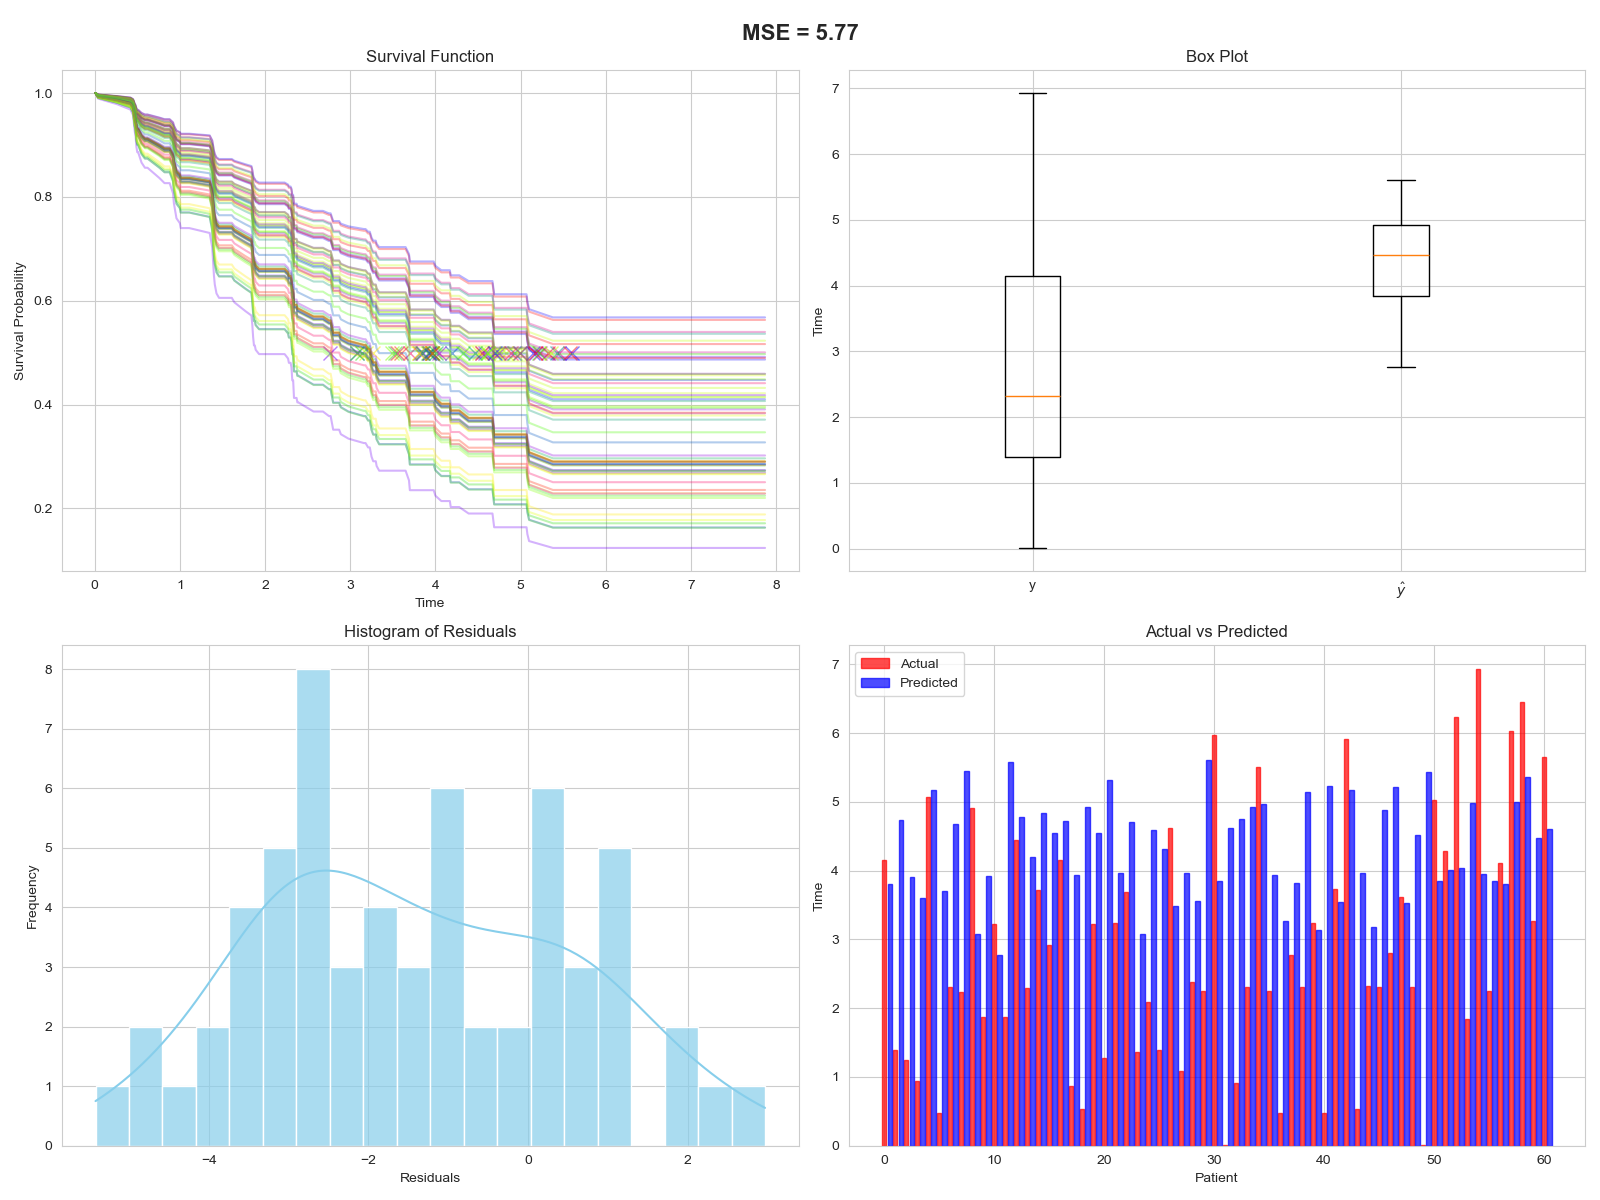 MSE = 5.77
Survival Function
1.0
0.8
0.6
0.4
0.2
Survival Probability
0 1 2 3 4 5 6 7 8
Time
Box Plot
7
6
5
4
3
2
1
0
Time
y ŷ
Histogram of Residuals
8
7
6
5
4
3
2
1
0
Frequency
−4 −2 0 2
Residuals
Actual vs Predicted
Actual
Predicted
7
6
5
4
3
2
1
0
Time
0 10 20 30 40 50 60
Patient